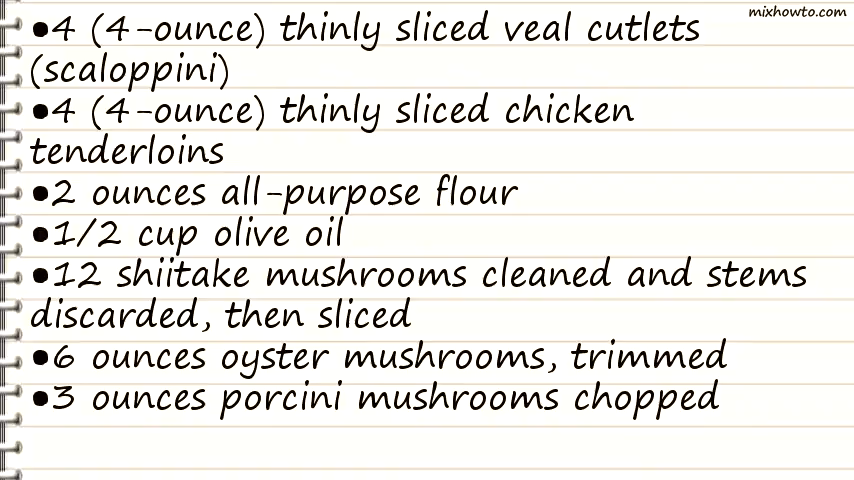 mixhowto.com
•4 (4-ounce) thinly sliced veal cutlets
(scaloppini)
•4 (4-ounce) thinly sliced chicken
tenderloins
•2 ounces all-purpose flour
•1/2 cup olive oil
•12 shiitake mushrooms cleaned and stems
discarded, then sliced
•6 ounces oyster mushrooms, trimmed
•3 ounces porcini mushrooms chopped